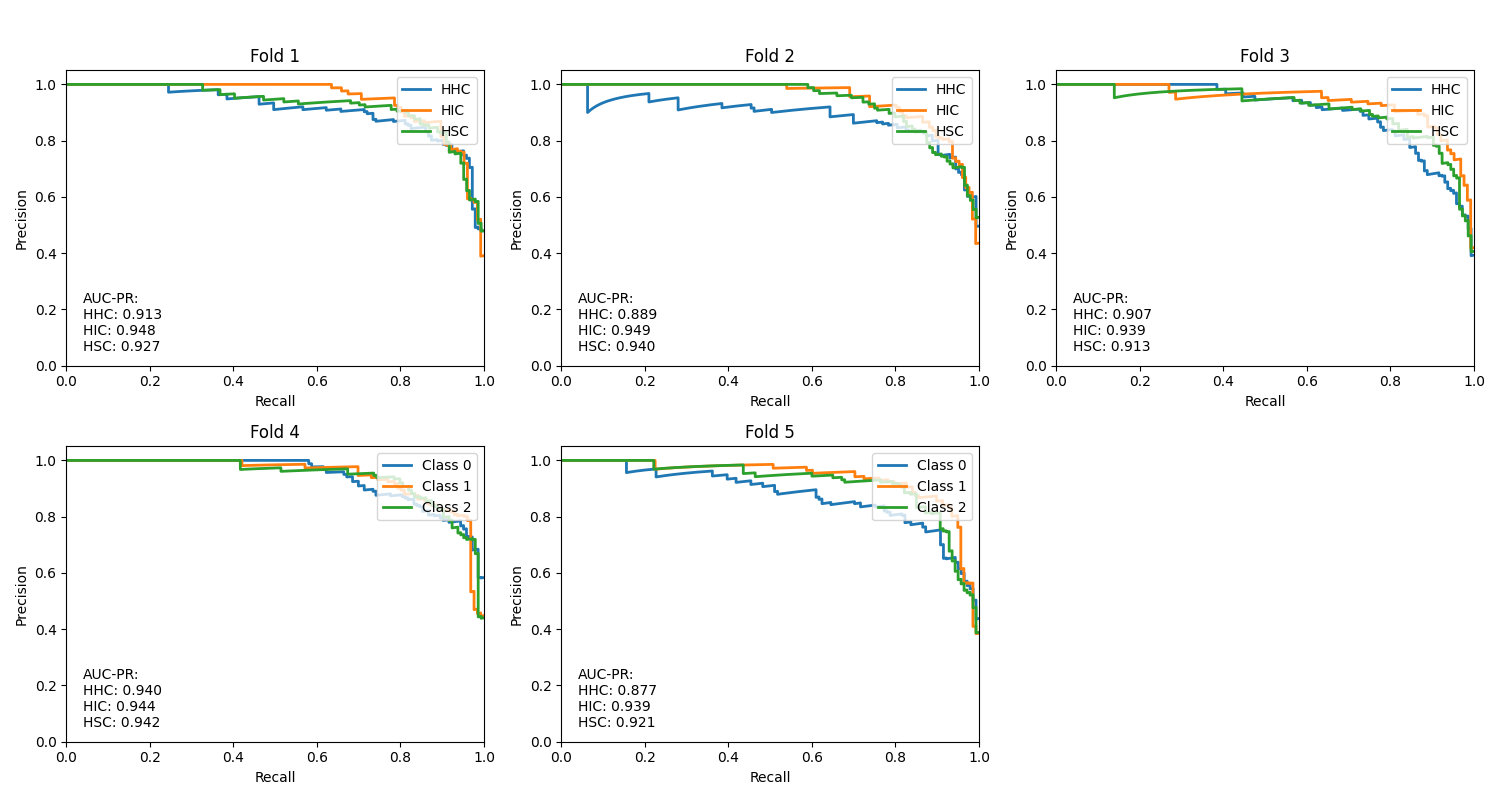 Fold 1
1.0
0.8
0.6
0.4
0.2
0.0
Precision
HHC
HIC
HSC
AUC-PR:
HHC: 0.913
HIC: 0.948
HSC: 0.927
0.0 0.2 0.4 0.6 0.8 1.0
Recall
Fold 2
1.0
0.8
0.6
0.4
0.2
0.0
Precision
HHC
HIC
HSC
AUC-PR:
HHC: 0.889
HIC: 0.949
HSC: 0.940
0.0 0.2 0.4 0.6 0.8 1.0
Recall
Fold 3
1.0
0.8
0.6
0.4
0.2
0.0
Precision
HHC
HIC
HSC
AUC-PR:
HHC: 0.907
HIC: 0.939
HSC: 0.913
0.0 0.2 0.4 0.6 0.8 1.0
Recall
Fold 4
1.0
0.8
0.6
0.4
0.2
0.0
Precision
Class 0
Class 1
Class 2
AUC-PR:
HHC: 0.940
HIC: 0.944
HSC: 0.942
0.0 0.2 0.4 0.6 0.8 1.0
Recall
Fold 5
1.0
0.8
0.6
0.4
0.2
0.0
Precision
Class 0
Class 1
Class 2
AUC-PR:
HHC: 0.877
HIC: 0.939
HSC: 0.921
0.0 0.2 0.4 0.6 0.8 1.0
Recall